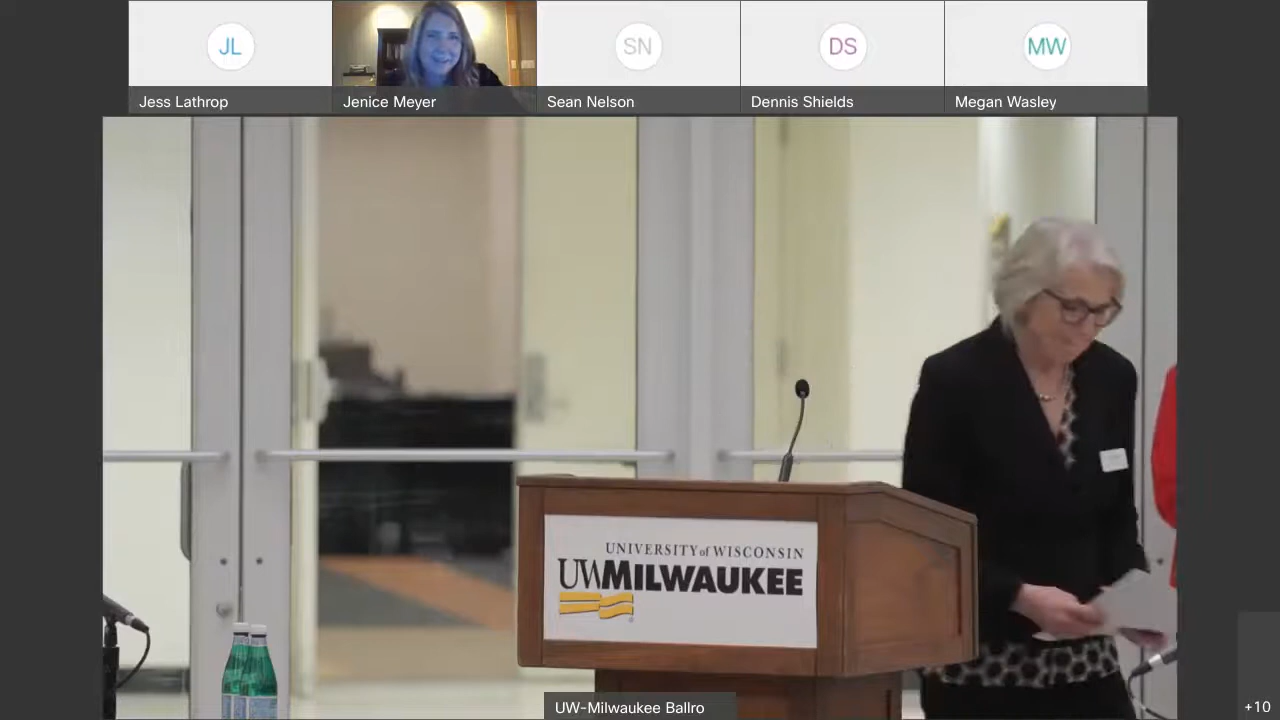 JL
SN
DS
MW
Jess Lathrop
Jenice Meyer
Sean Nelson
Dennis Shields
Megan Wasley
UNIVERSITY of WISCONSIN
UWMILWAUKEE
UW-Milwaukee Ballro
+10